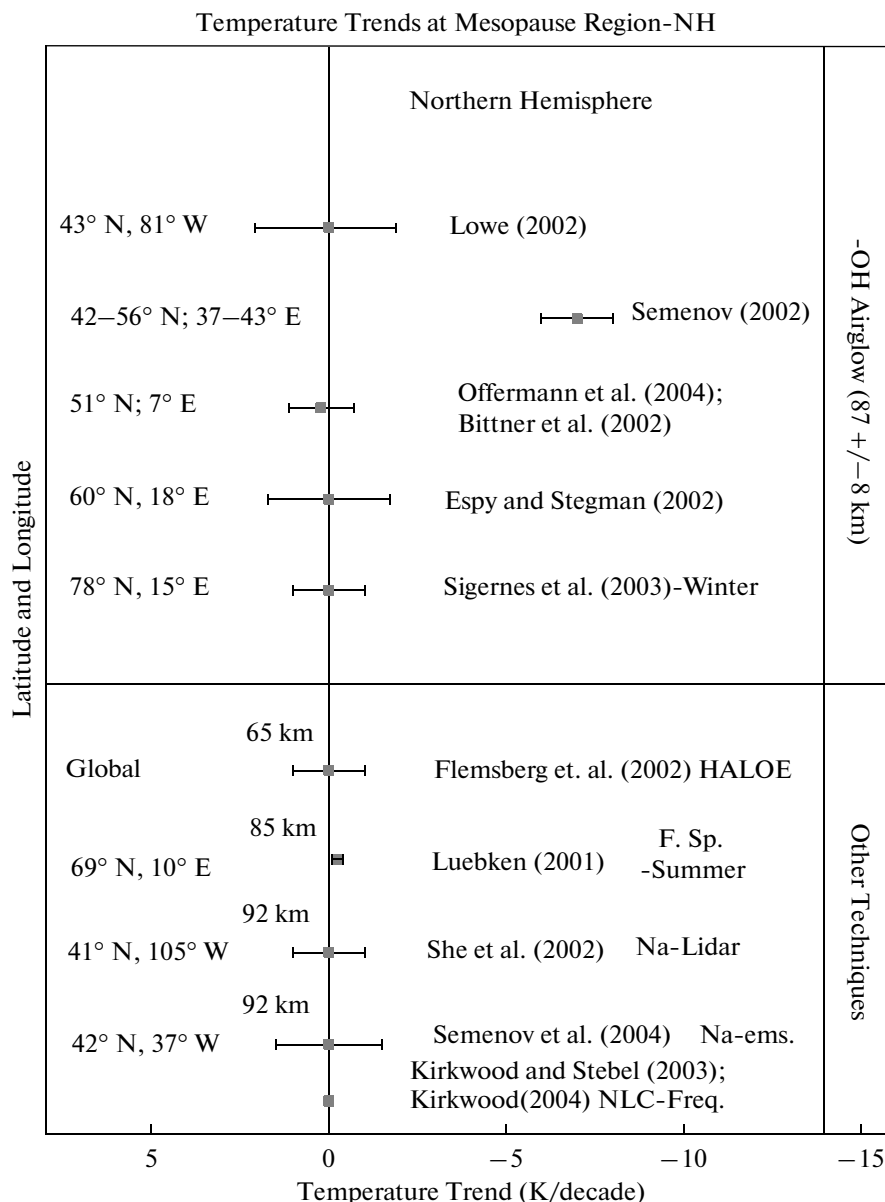 Temperature Trends at Mesopause Region-NH
Northern Hemisphere
43° N, 81° W
Lowe (2002)
42–56° N; 37–43° E
Semenov (2002)
51° N; 7° E
Offermann et al. (2004);
Bittner et al. (2002)
60° N, 18° E
Espy and Stegman (2002)
78° N, 15° E
Sigernes et al. (2003)-Winter
-OH Airglow (87 +/–8 km)
Latitude and Longitude
65 km
Global
Flemsberg et. al. (2002) HALOE
85 km
69° N, 10° E
Luebken (2001)
F. Sp.
-Summer
92 km
41° N, 105° W
She et al. (2002)
Na-Lidar
92 km
42° N, 37° W
Semenov et al. (2004)
Na-ems.
Kirkwood and Stebel (2003);
Kirkwood(2004) NLC-Freq.
Other Techniques
5 0 –5 –10 –15
Temperature Trend (K/decade)